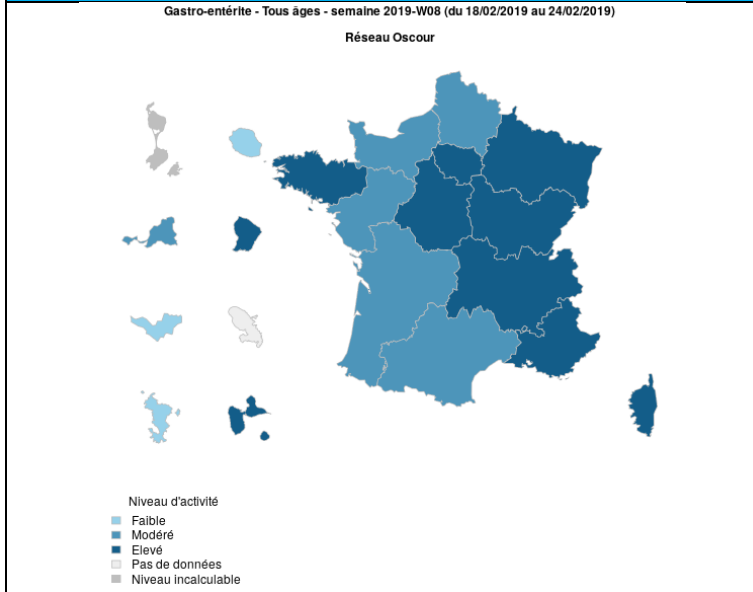 Gastro-entérite - Tous âges - semaine 2019-W08 (du 18/02/2019 au 24/02/2019)
Réseau Oscour
Niveau d'activité
Faible
Modéré
Elevé
Pas de données
Niveau incalculable